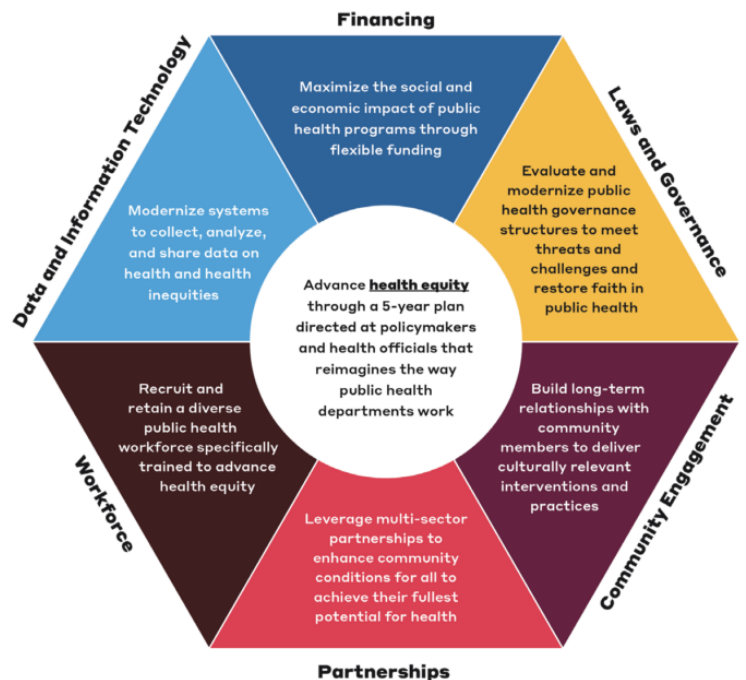 Financing
Maximize the social and
economic impact of public
health programs through
flexible funding
Laws and Governance
Evaluate and
modernize public
health governance
structures to meet
threats and
challenges and
restore faith in
public health
Community Engagement
Build long-term
relationships with
community
members to deliver
culturally relevant
interventions and
practices
Partnerships
Leverage multi-sector
partnerships to
enhance community
conditions for all to
achieve their fullest
potential for health
Workforce
Recruit and
retain a diverse
public health
workforce specifically
trained to advance
health equity
Data and Information Technology
Modernize systems
to collect, analyze,
and share data on
health and health
inequities
Advance health equity
through a 5-year plan
directed at policymakers
and health officials that
reimagines the way
public health
departments work